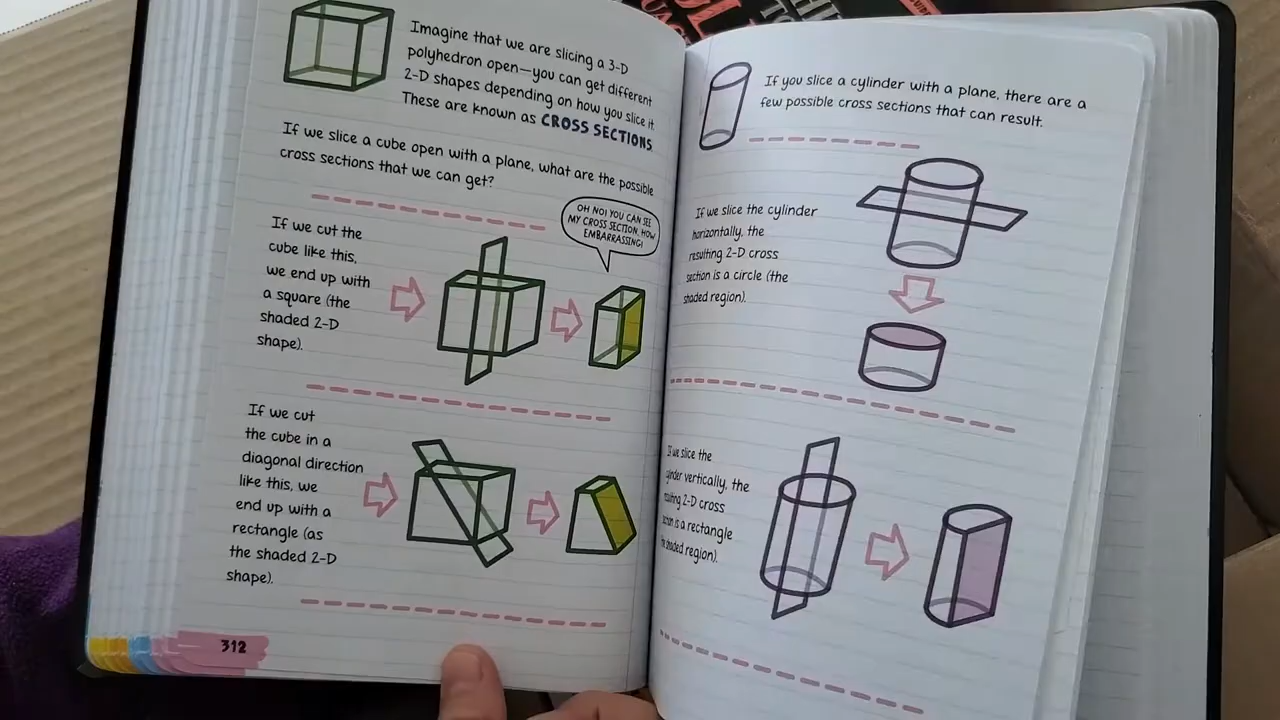 Imagine that we are slicing a 3-D
polyhedron open—you can get different
2-D shapes depending on how you slice it.
These are known as CROSS SECTIONS.
If we slice a cube open with a plane, what are the possible
cross sections that we can get?
OH NO! YOU CAN SEE
MY CROSS SECTION. HOW
EMBARRASSING!
If we cut the
cube like this,
we end up with
a square (the
shaded 2-D
shape).
If we cut
the cube in a
diagonal direction
like this, we
end up with a
rectangle (as
the shaded 2-D
shape).
312
If you slice a cylinder with a plane, there are a
few possible cross sections that can result.
If we slice the cylinder
horizontally, the
resulting 2-D cross
section is a circle (the
shaded region).
If we slice the
cylinder vertically, the
resulting 2-D cross
section is a rectangle
(the shaded region).